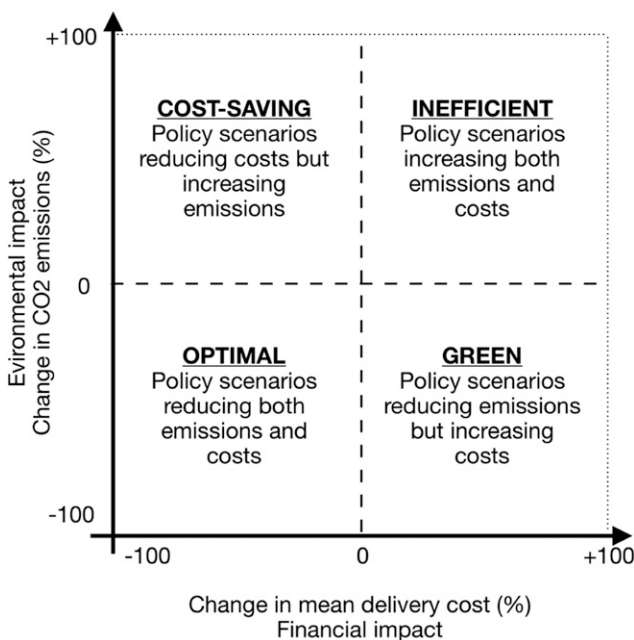 +100
COST-SAVING
Policy scenarios
reducing costs but
increasing
emissions
INEFFICIENT
Policy scenarios
increasing both
emissions and
costs
Evironmental impact
Change in CO2 emissions (%)
0
OPTIMAL
Policy scenarios
reducing both
emissions and
costs
GREEN
Policy scenarios
reducing emissions
but increasing
costs
-100
-100
0
+100
Change in mean delivery cost (%)
Financial impact